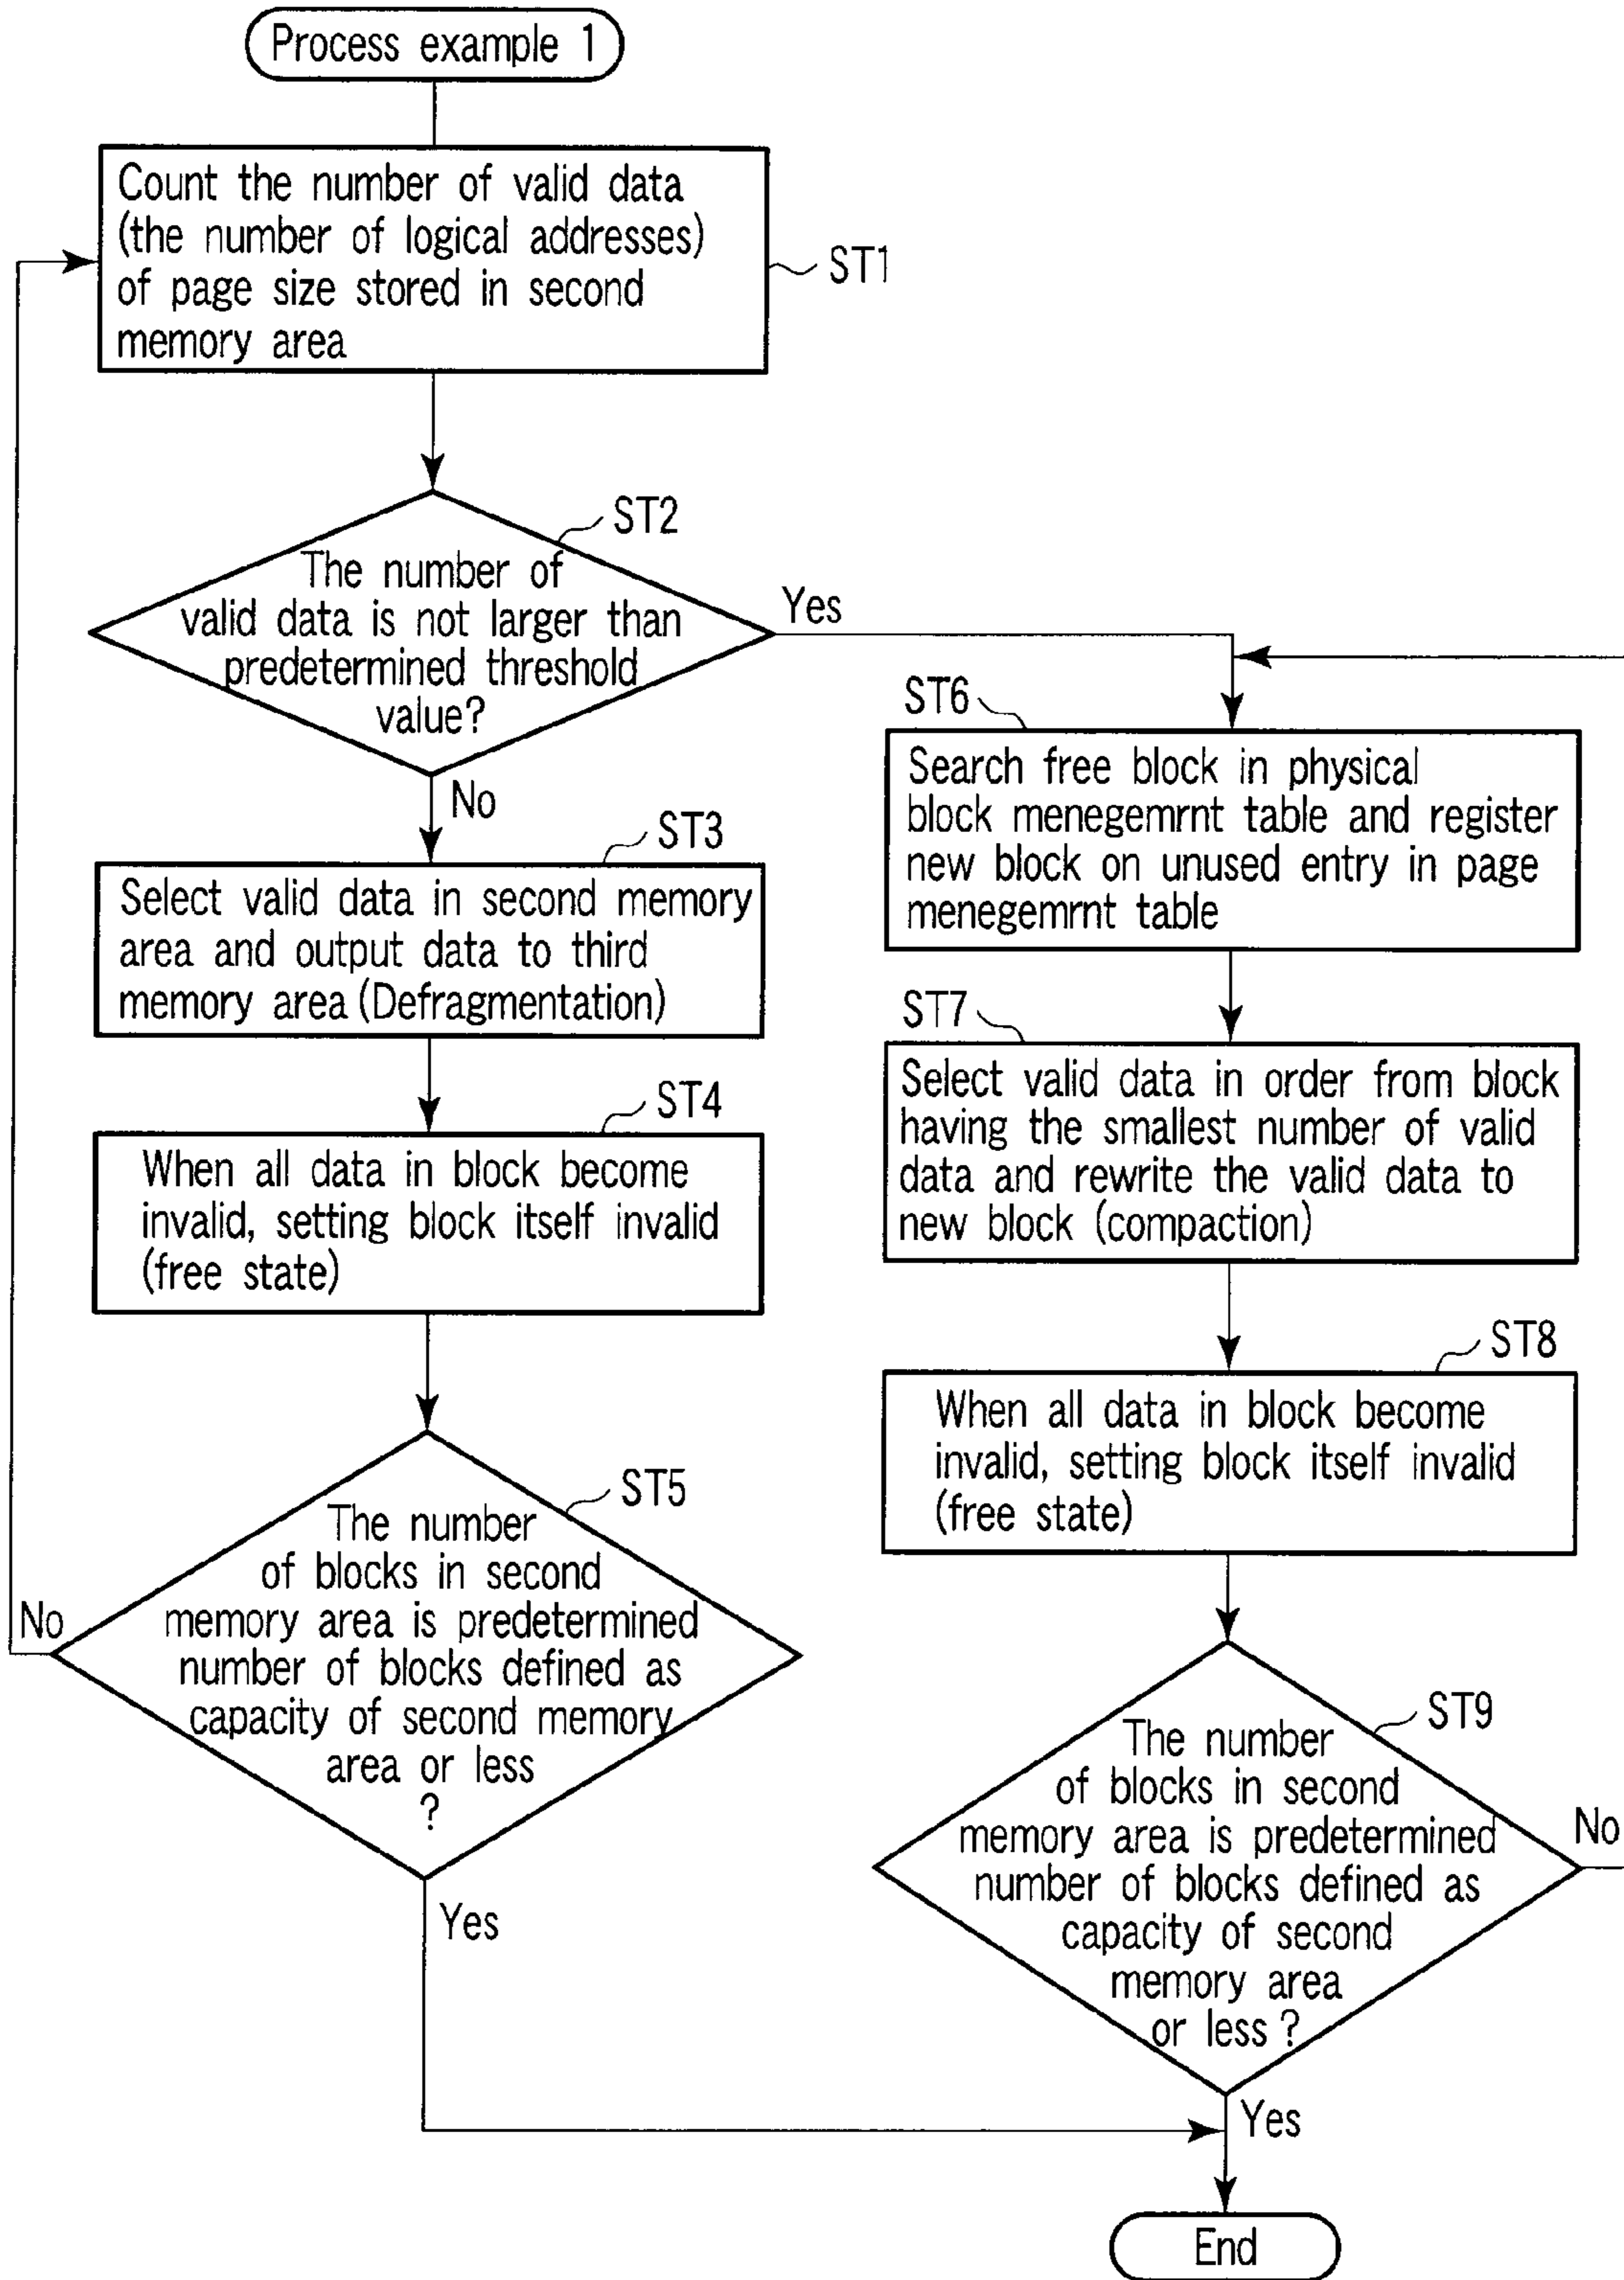 Process example 1
Count the number of valid data
(the number of logical addresses)
of page size stored in second
memory area
ST1
ST2
The number of
valid data is not larger than
predetermined threshold
value?
Yes
No
ST3
Select valid data in second memory
area and output data to third
memory area (Defragmentation)
ST4
When all data in block become
invalid, setting block itself invalid
(free state)
ST5
The number
of blocks in second
memory area is predetermined
number of blocks defined as
capacity of second memory
area or less
?
No
Yes
ST6
Search free block in physical
block menegemrnt table and register
new block on unused entry in page
menegemrnt table
ST7
Select valid data in order from block
having the smallest number of valid
data and rewrite the valid data to
new block (compaction)
ST8
When all data in block become
invalid, setting block itself invalid
(free state)
ST9
The number
of blocks in second
memory area is predetermined
number of blocks defined as
capacity of second
memory area
or less ?
No
Yes
End